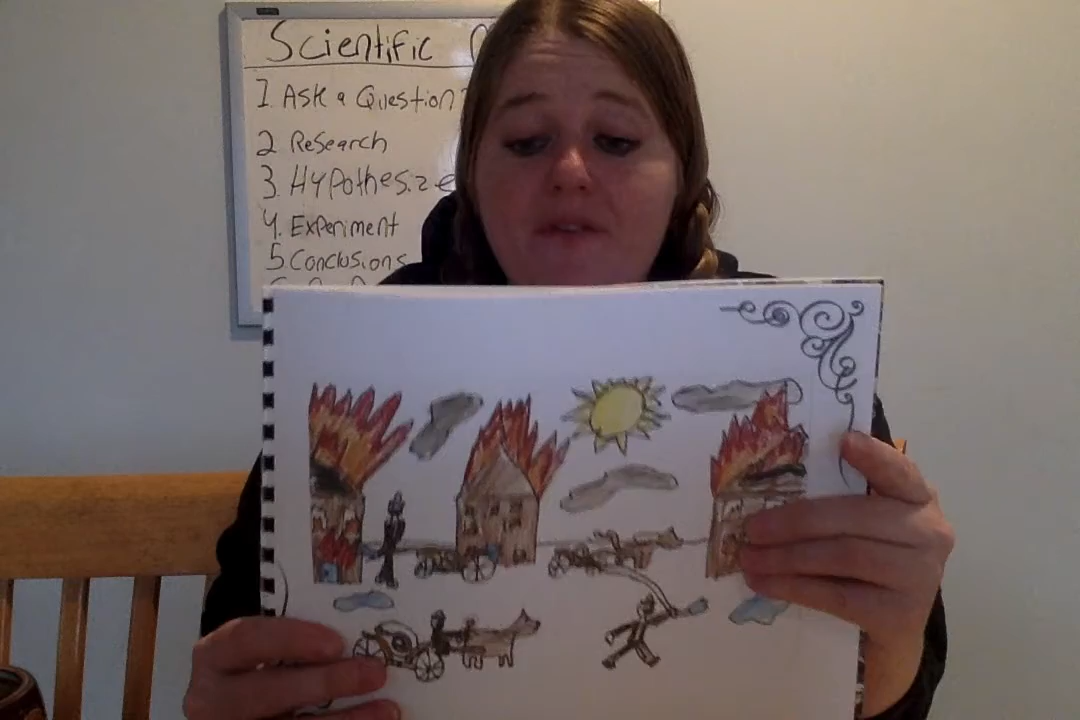 Scientific
1. Ask a Question
2 Research
3. Hypothesize
4. Experiment
5 Conclusions